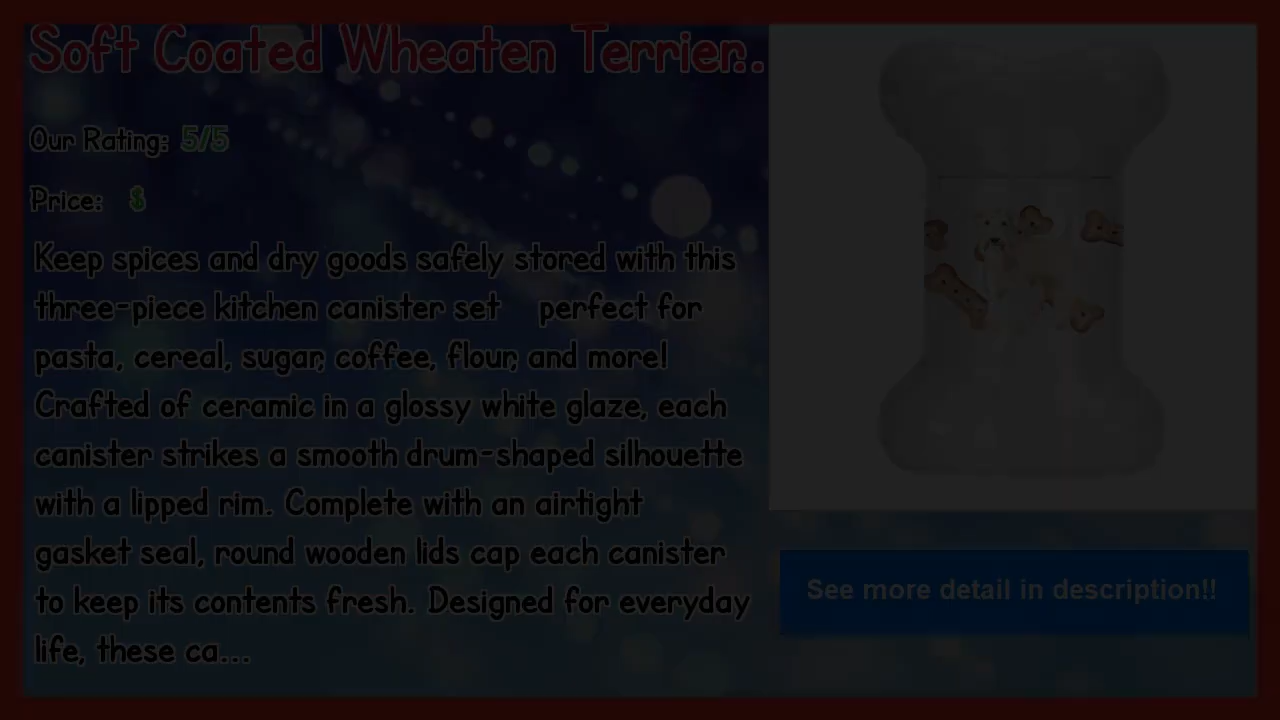 Soft Coated Wheaten Terrier..
Our Rating: 5/5
Price: $
Keep spices and dry goods safely stored with this
three-piece kitchen canister set perfect for
pasta, cereal, sugar, coffee, flour, and more!
Crafted of ceramic in a glossy white glaze, each
canister strikes a smooth drum-shaped silhouette
with a lipped rim. Complete with an airtight
gasket seal, round wooden lids cap each canister
to keep its contents fresh. Designed for everyday
life, these ca...
See more detail in description!!